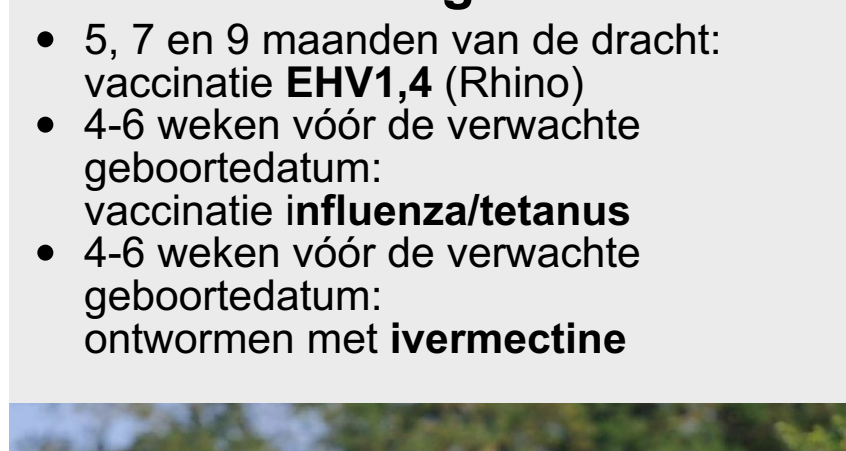 • 5, 7 en 9 maanden van de dracht:
vaccinatie EHV1,4 (Rhino)
• 4-6 weken vóór de verwachte
geboortedatum:
vaccinatie influenza/tetanus
• 4-6 weken vóór de verwachte
geboortedatum:
ontwormen met ivermectine